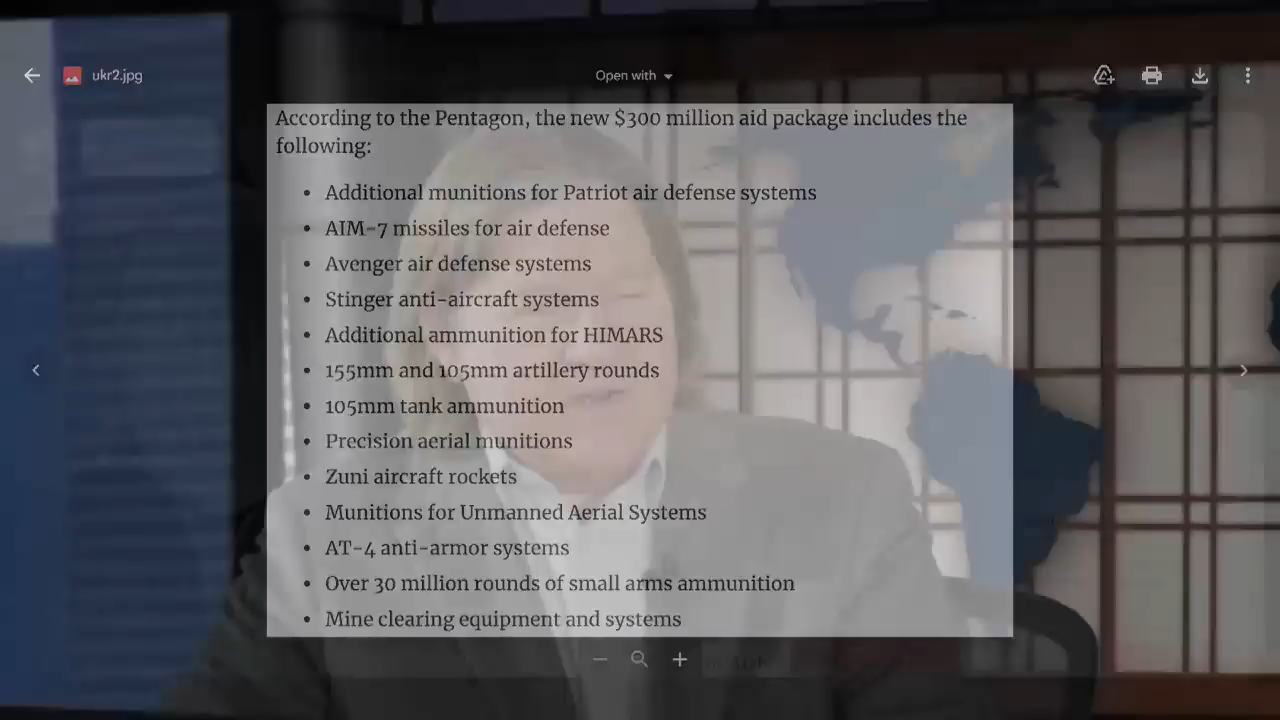 ukr2.jpg
Open with
According to the Pentagon, the new $300 million aid package includes the
following:
• Additional munitions for Patriot air defense systems
• AIM-7 missiles for air defense
• Avenger air defense systems
• Stinger anti-aircraft systems
• Additional ammunition for HIMARS
• 155mm and 105mm artillery rounds
• 105mm tank ammunition
• Precision aerial munitions
• Zuni aircraft rockets
• Munitions for Unmanned Aerial Systems
• AT-4 anti-armor systems
• Over 30 million rounds of small arms ammunition
• Mine clearing equipment and systems